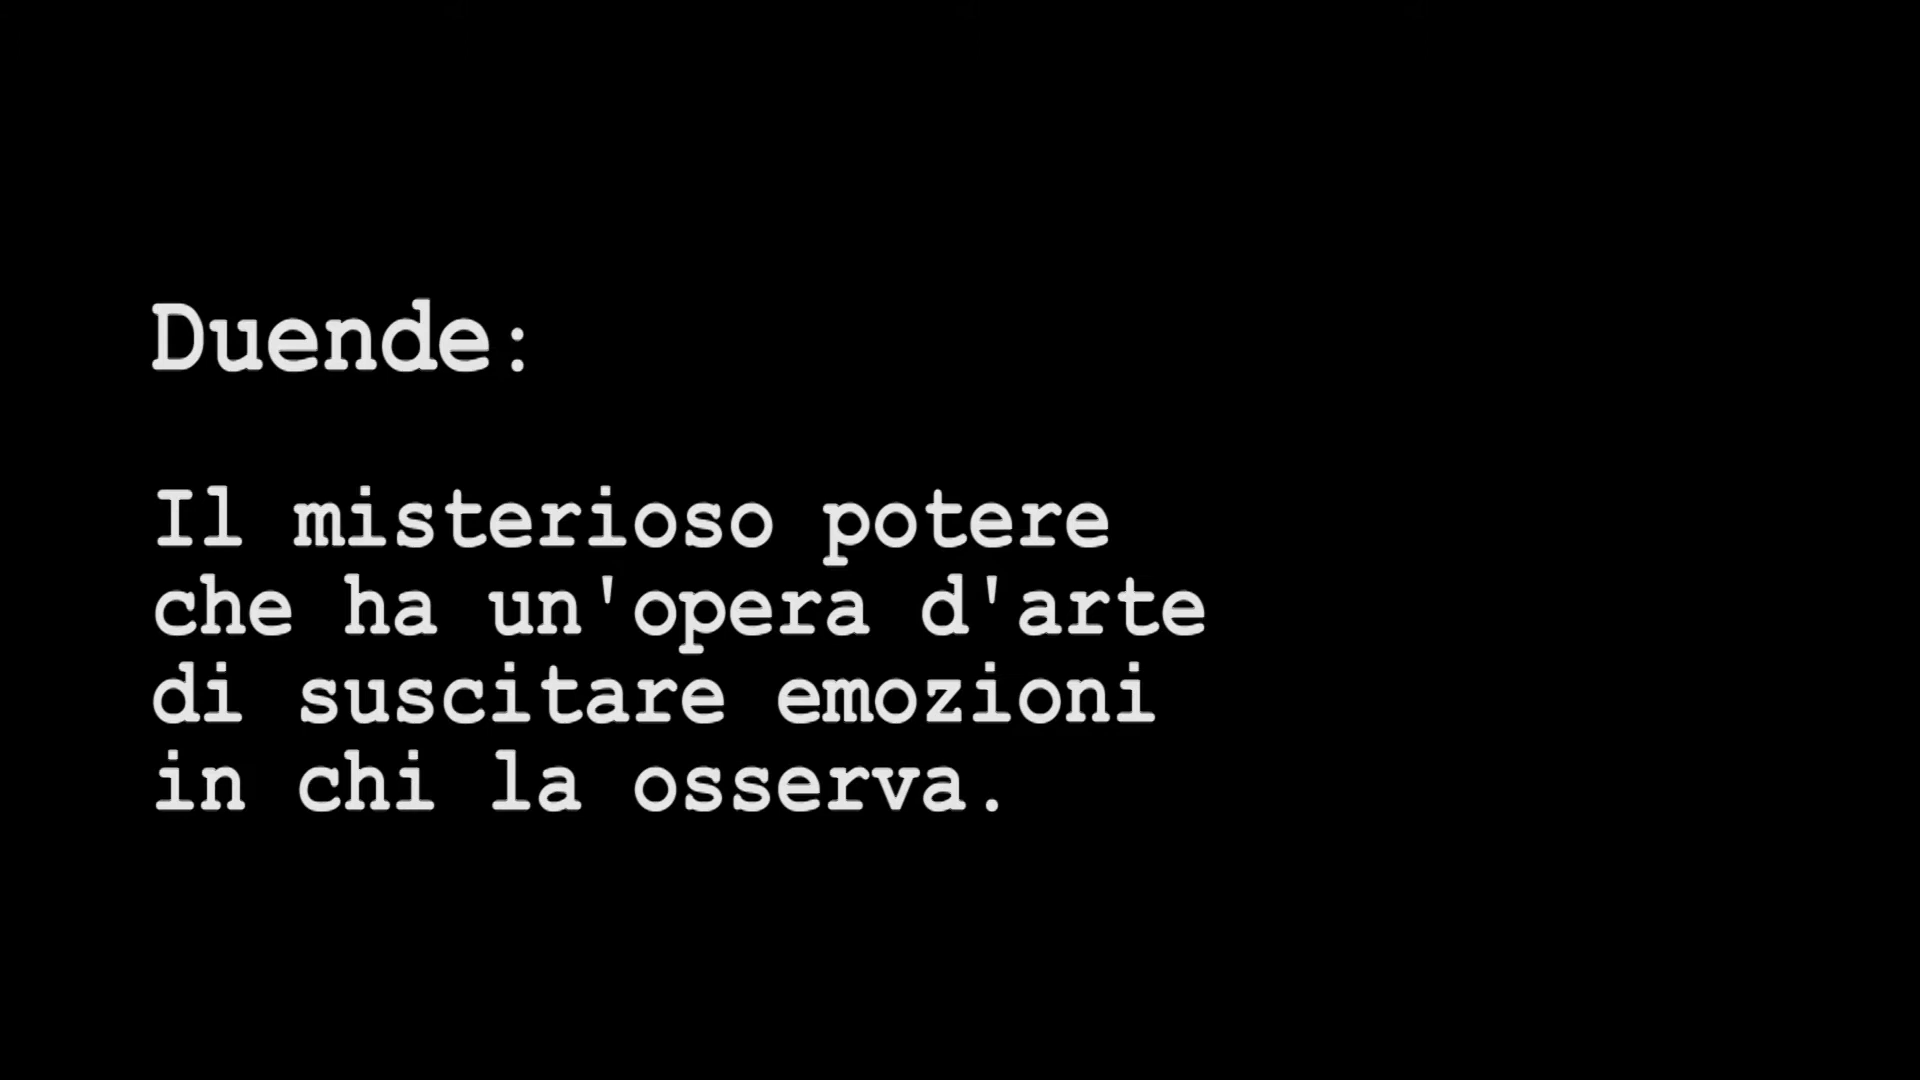 Duende:
Il misterioso potere
che ha un'opera d'arte
di suscitare emozioni
in chi la osserva.